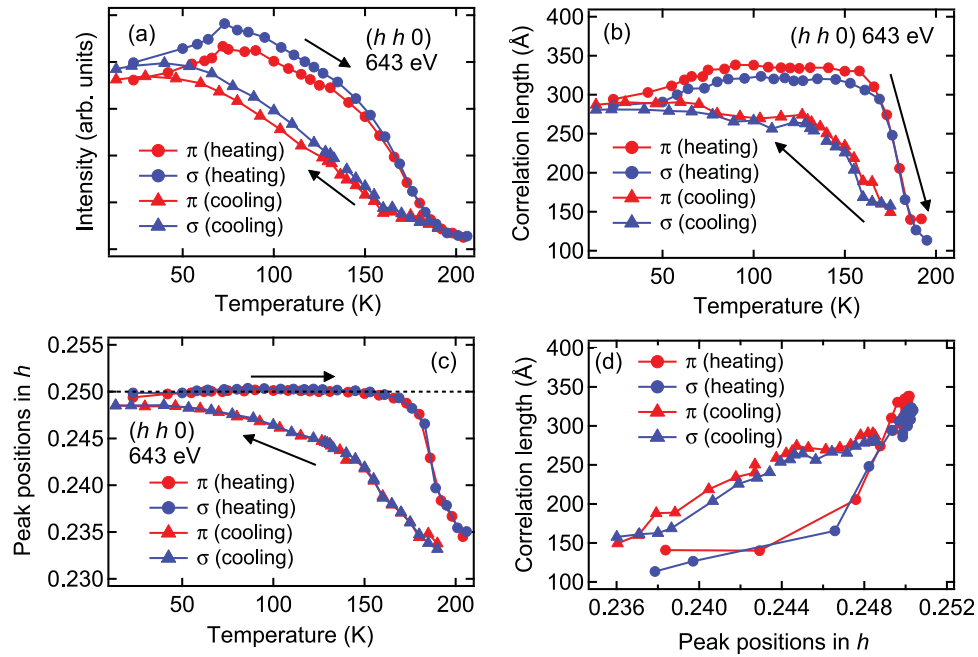 (a)
(h h 0)
643 eV
Intensity (arb. units)
π (heating)
σ (heating)
π (cooling)
σ (cooling)
50
100
150
200
Temperature (K)
(b)
(h h 0) 643 eV
Correlation length (Å)
400
350
300
250
200
150
100
π (heating)
σ (heating)
π (cooling)
σ (cooling)
50
100
150
200
Temperature (K)
(c)
Peak positions in h
0.255
0.250
0.245
0.240
0.235
0.230
(h h 0)
643 eV
π (heating)
σ (heating)
π (cooling)
σ (cooling)
50
100
150
200
Temperature (K)
(d)
Correlation length (Å)
400
350
300
250
200
150
100
π (heating)
σ (heating)
π (cooling)
σ (cooling)
0.236
0.240
0.244
0.248
0.252
Peak positions in h